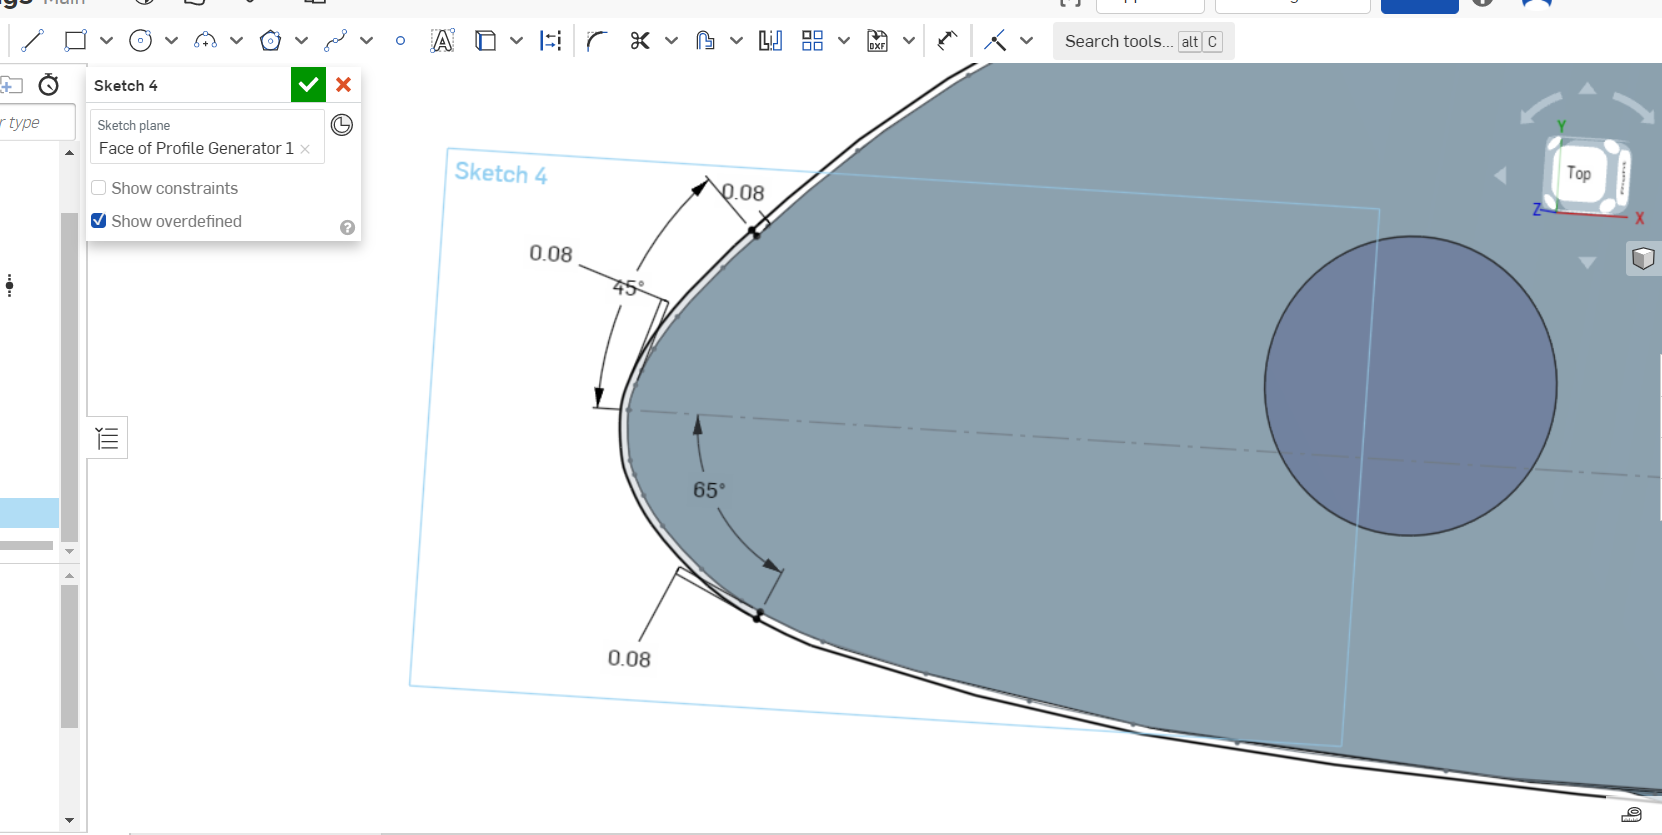 Main
Search tools... alt C
Sketch 4
r type
Sketch plane
Face of Profile Generator 1 ×
Show constraints
Show overdefined
?
Sketch 4
0.08
0.08
45°
65°
0.08
Y
Top
Z
X